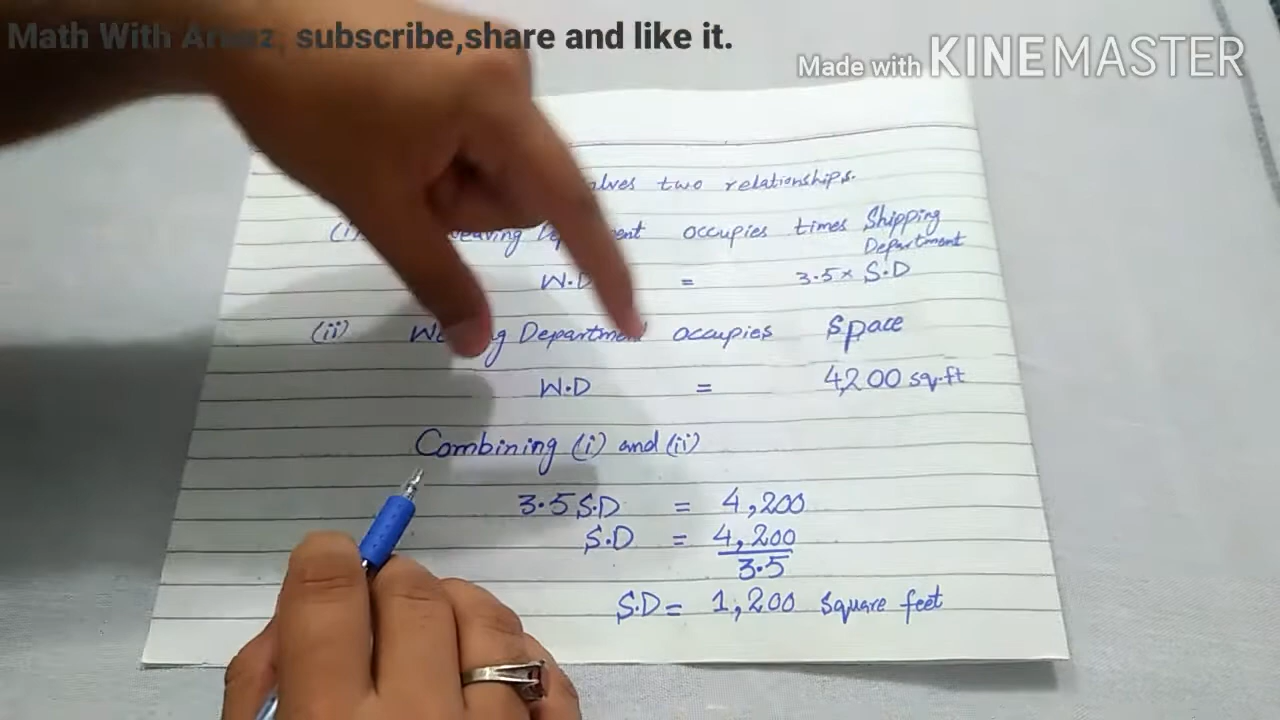 Math With subscribe,share and like it.
Made with KINEMASTER
two relationships.
(i) occupies times Shipping Department
W.D = 3.5 x S.D
(ii) Department occupies Space
W.D = 4,200 sq.ft
Combining (i) and (ii)
3.5 S.D = 4,200
S.D = 4,200
3.5
S.D = 1,200 square feet